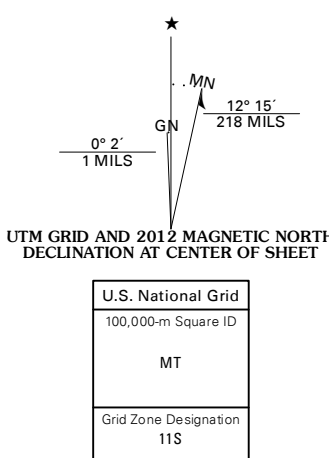 ★
MN
GN
12° 15´
218 MILS
0° 2´
1 MILS
UTM GRID AND 2012 MAGNETIC NORTH
DECLINATION AT CENTER OF SHEET
U.S. National Grid
100,000-m Square ID
MT
Grid Zone Designation
11S